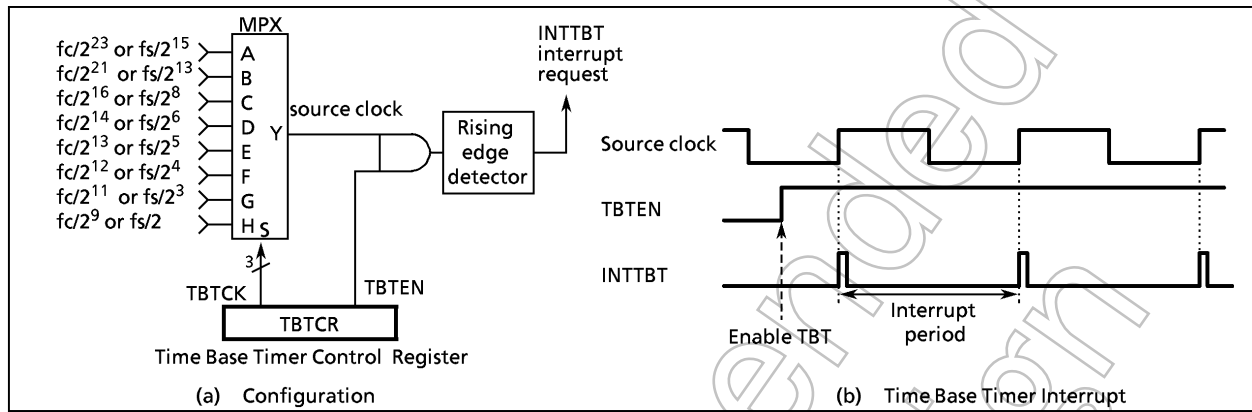 MPX
fc/2^23 or fs/2^15
fc/2^21 or fs/2^13
fc/2^16 or fs/2^8
fc/2^14 or fs/2^6
fc/2^13 or fs/2^5
fc/2^12 or fs/2^4
fc/2^11 or fs/2^3
fc/2^9 or fs/2
A
B
C
D
E
F
G
H
S
Y
source clock
3
TBTCK
TBTEN
TBTCR
Time Base Timer Control Register
Rising
edge
detector
INTTBT
interrupt
request
(a) Configuration
Source clock
TBTEN
INTTBT
Enable TBT
Interrupt
period
(b) Time Base Timer Interrupt
ended